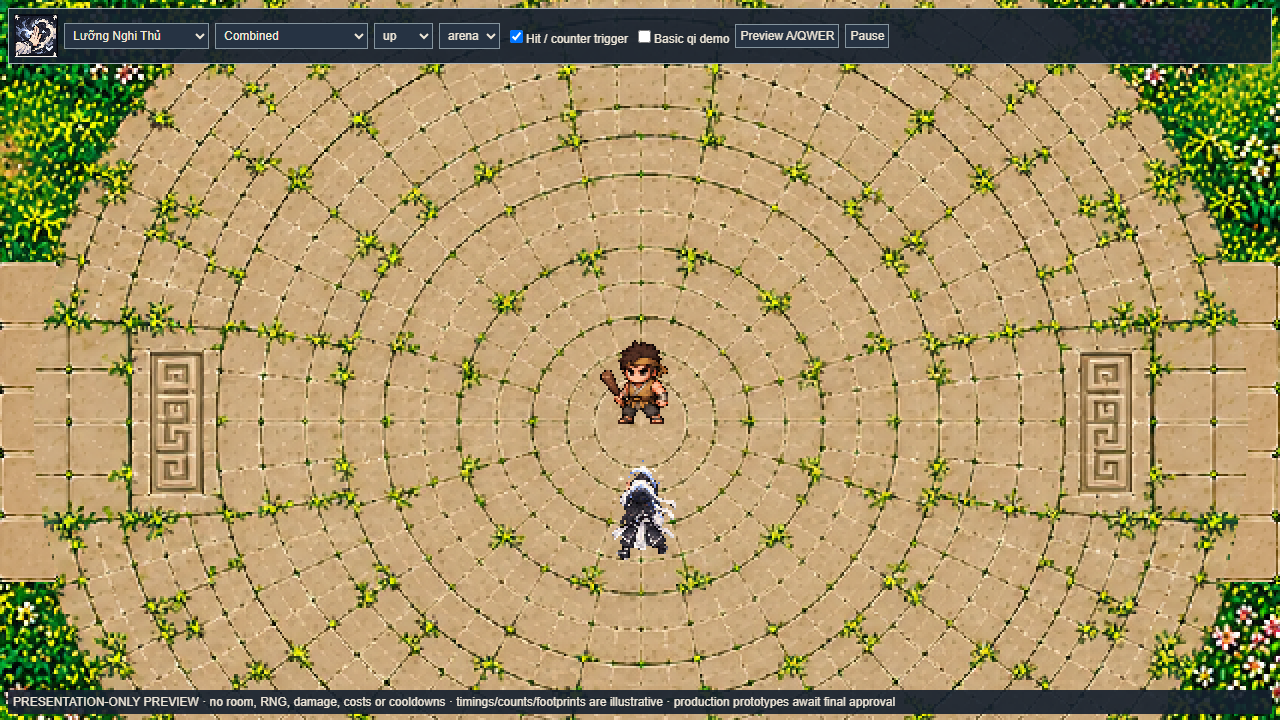 Lưỡng Nghi Thủ Combined up arena Hit / counter trigger Basic qi demo Preview A/QWER Pause
PRESENTATION-ONLY PREVIEW · no room, RNG, damage, costs or cooldowns · timings/counts/footprints are illustrative · production prototypes await final approval